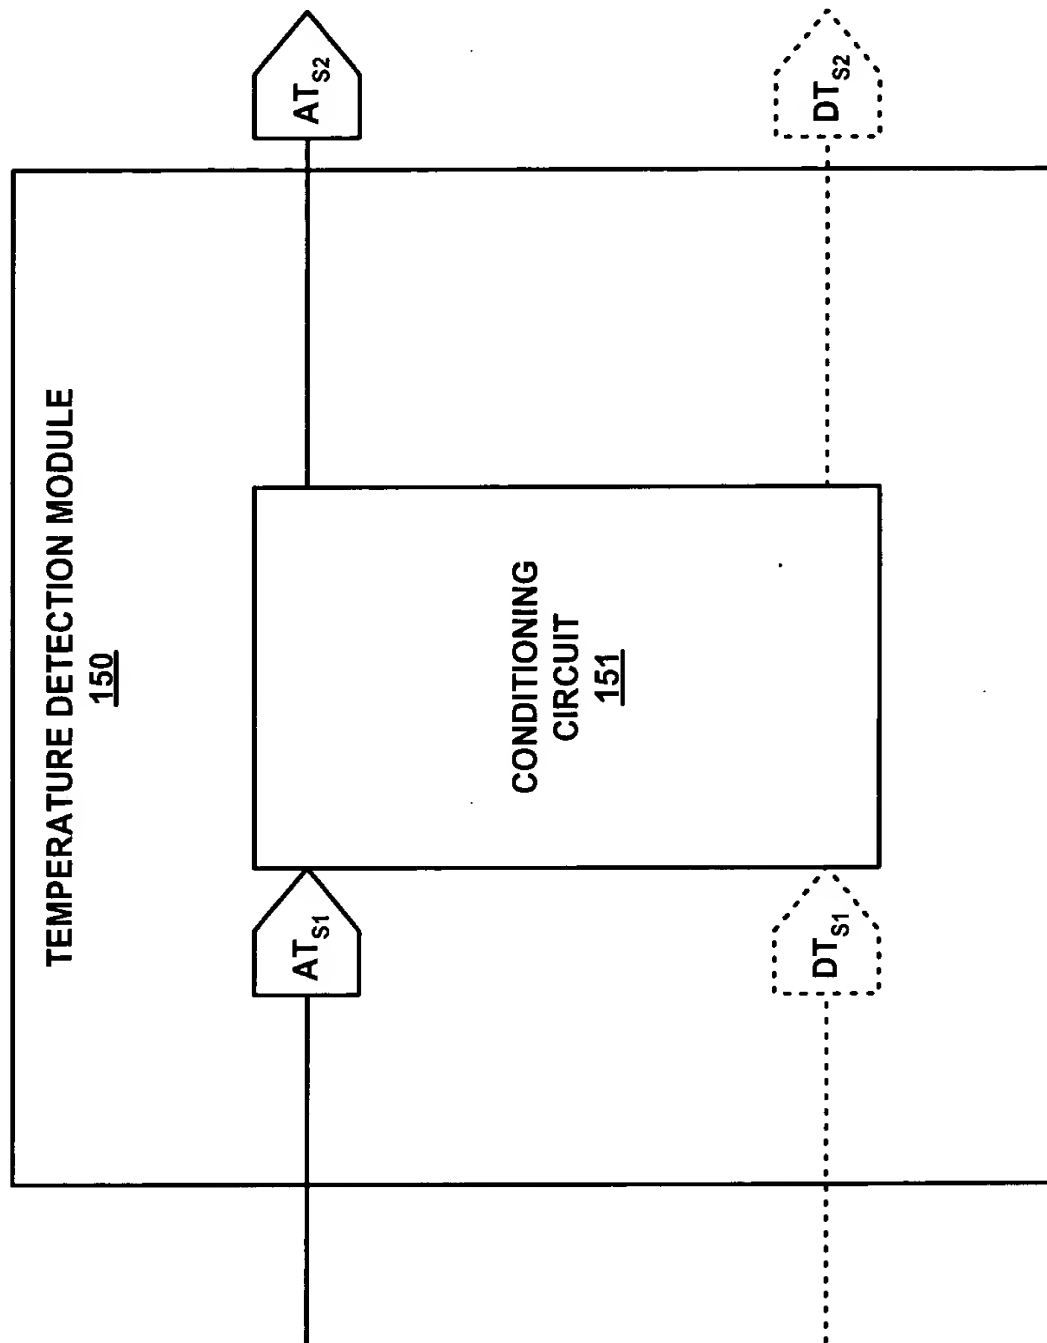 TEMPERATURE DETECTION MODULE
150
AT_S1
CONDITIONING
CIRCUIT
151
AT_S2
DT_S1
DT_S2